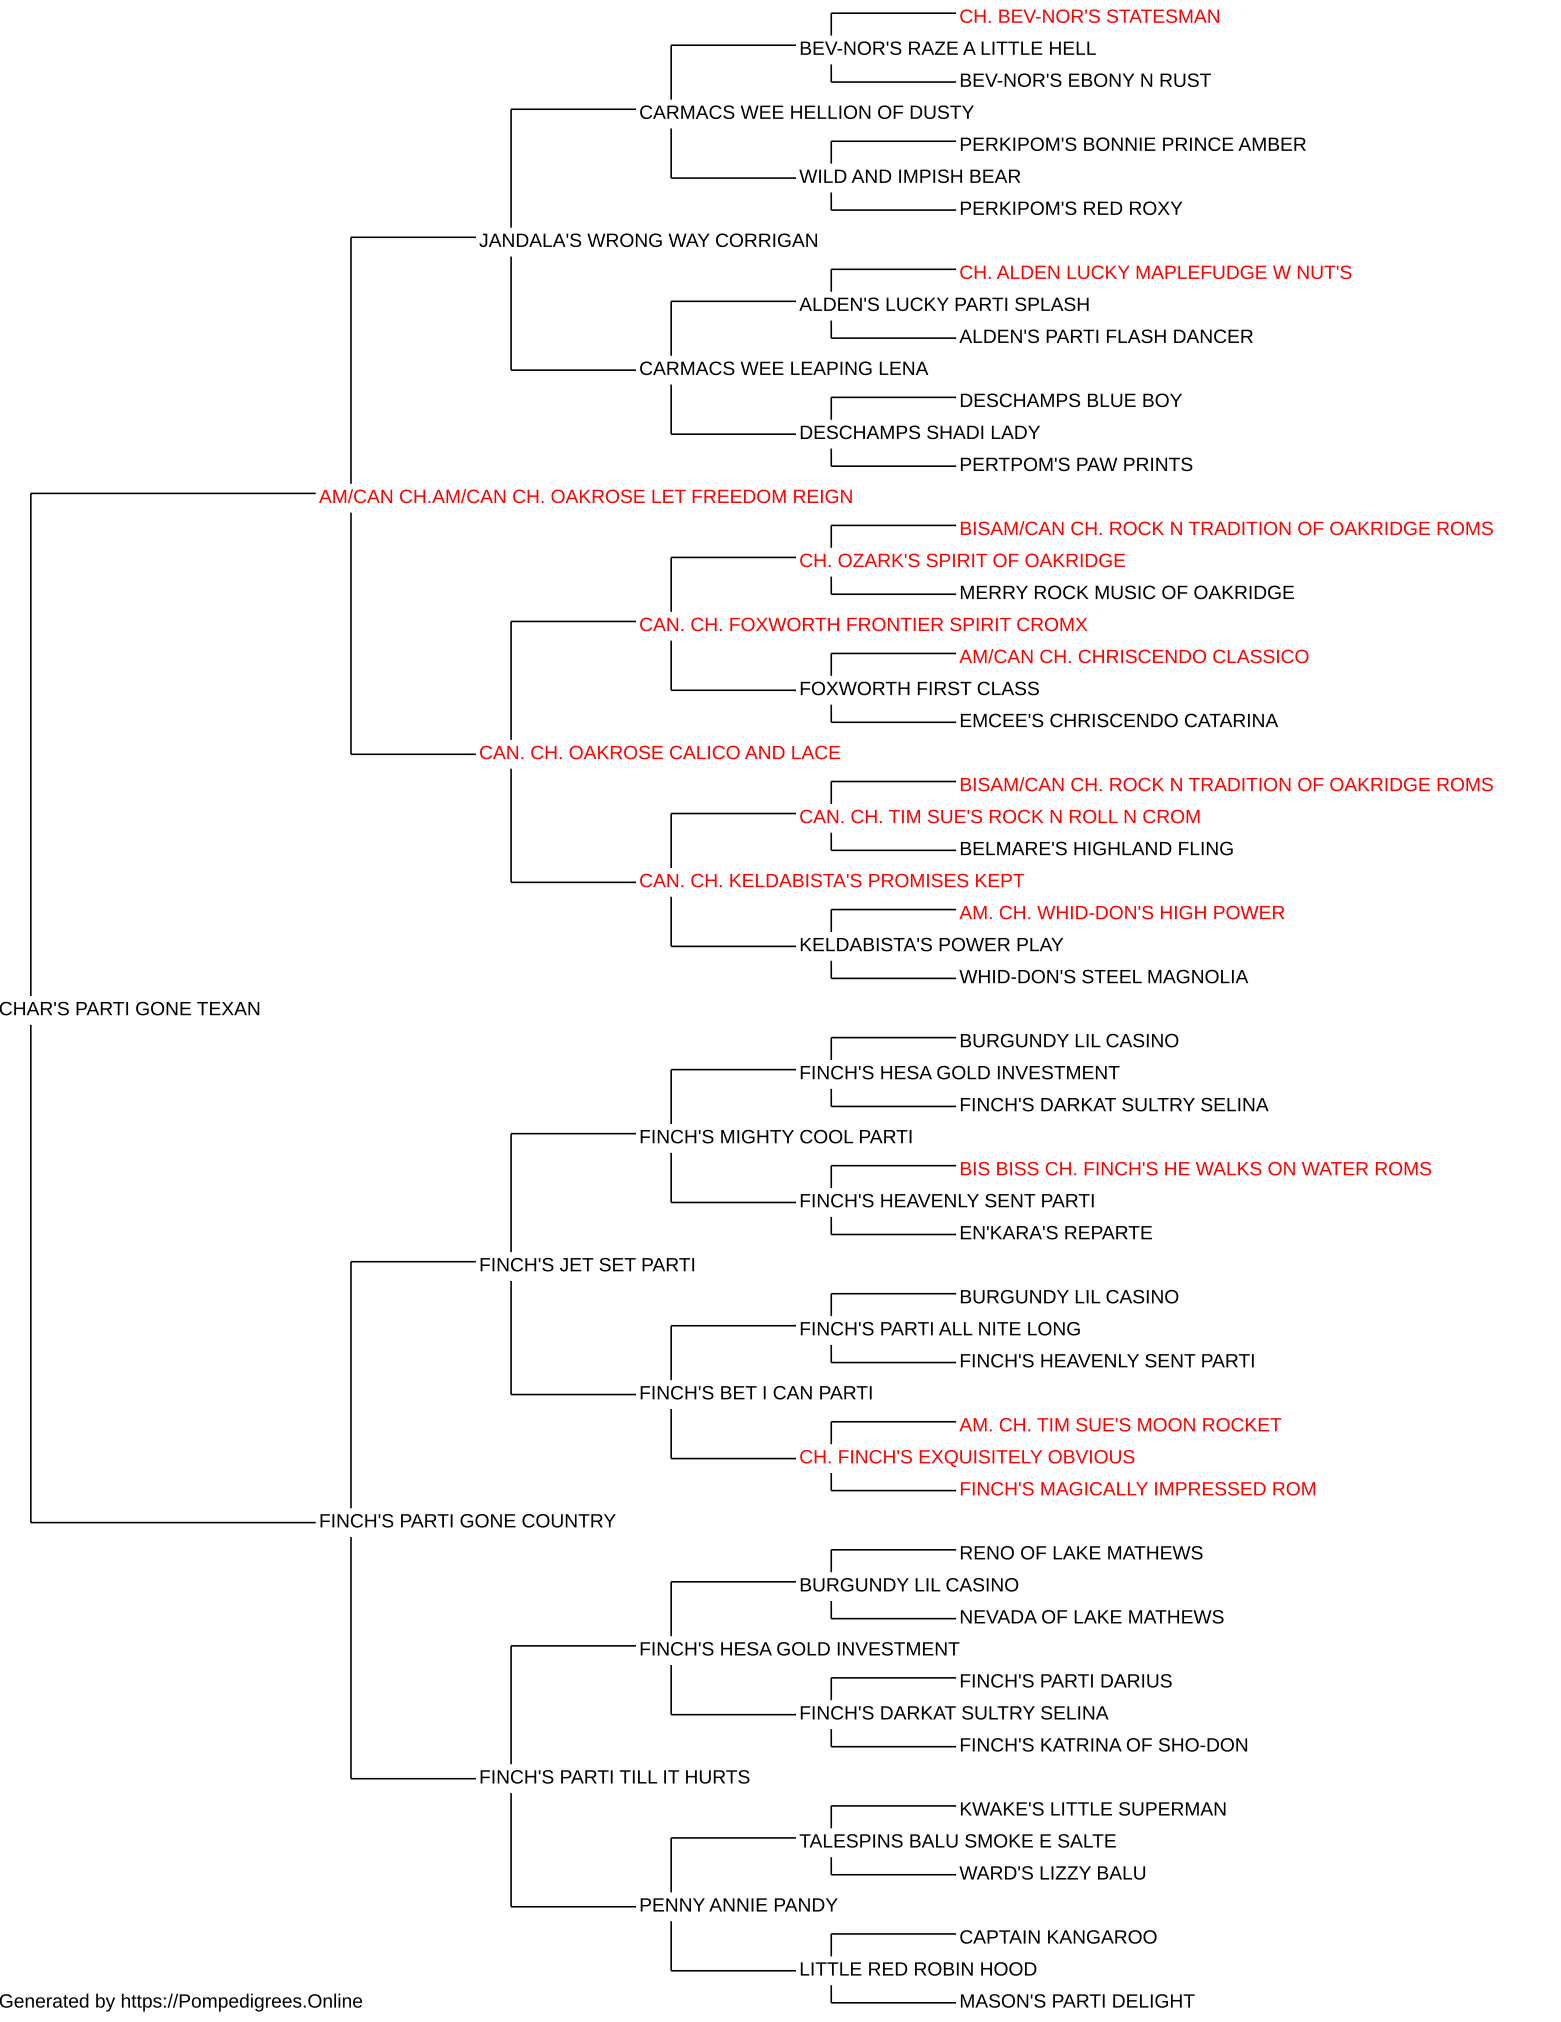 CH. BEV-NOR'S STATESMAN
BEV-NOR'S RAZE A LITTLE HELL
BEV-NOR'S EBONY N RUST
CARMACS WEE HELLION OF DUSTY
PERKIPOM'S BONNIE PRINCE AMBER
WILD AND IMPISH BEAR
PERKIPOM'S RED ROXY
JANDALA'S WRONG WAY CORRIGAN
CH. ALDEN LUCKY MAPLEFUDGE W NUT'S
ALDEN'S LUCKY PARTI SPLASH
ALDEN'S PARTI FLASH DANCER
CARMACS WEE LEAPING LENA
DESCHAMPS BLUE BOY
DESCHAMPS SHADI LADY
PERTPOM'S PAW PRINTS
AM/CAN CH.AM/CAN CH. OAKROSE LET FREEDOM REIGN
BISAM/CAN CH. ROCK N TRADITION OF OAKRIDGE ROMS
CH. OZARK'S SPIRIT OF OAKRIDGE
MERRY ROCK MUSIC OF OAKRIDGE
CAN. CH. FOXWORTH FRONTIER SPIRIT CROMX
AM/CAN CH. CHRISCENDO CLASSICO
FOXWORTH FIRST CLASS
EMCEE'S CHRISCENDO CATARINA
CAN. CH. OAKROSE CALICO AND LACE
BISAM/CAN CH. ROCK N TRADITION OF OAKRIDGE ROMS
CAN. CH. TIM SUE'S ROCK N ROLL N CROM
BELMARE'S HIGHLAND FLING
CAN. CH. KELDABISTA'S PROMISES KEPT
AM. CH. WHID-DON'S HIGH POWER
KELDABISTA'S POWER PLAY
WHID-DON'S STEEL MAGNOLIA
CHAR'S PARTI GONE TEXAN
BURGUNDY LIL CASINO
FINCH'S HESA GOLD INVESTMENT
FINCH'S DARKAT SULTRY SELINA
FINCH'S MIGHTY COOL PARTI
BIS BISS CH. FINCH'S HE WALKS ON WATER ROMS
FINCH'S HEAVENLY SENT PARTI
EN'KARA'S REPARTE
FINCH'S JET SET PARTI
BURGUNDY LIL CASINO
FINCH'S PARTI ALL NITE LONG
FINCH'S HEAVENLY SENT PARTI
FINCH'S BET I CAN PARTI
AM. CH. TIM SUE'S MOON ROCKET
CH. FINCH'S EXQUISITELY OBVIOUS
FINCH'S MAGICALLY IMPRESSED ROM
FINCH'S PARTI GONE COUNTRY
RENO OF LAKE MATHEWS
BURGUNDY LIL CASINO
NEVADA OF LAKE MATHEWS
FINCH'S HESA GOLD INVESTMENT
FINCH'S PARTI DARIUS
FINCH'S DARKAT SULTRY SELINA
FINCH'S KATRINA OF SHO-DON
FINCH'S PARTI TILL IT HURTS
KWAKE'S LITTLE SUPERMAN
TALESPINS BALU SMOKE E SALTE
WARD'S LIZZY BALU
PENNY ANNIE PANDY
CAPTAIN KANGAROO
LITTLE RED ROBIN HOOD
MASON'S PARTI DELIGHT
Generated by https://Pompedigrees.Online